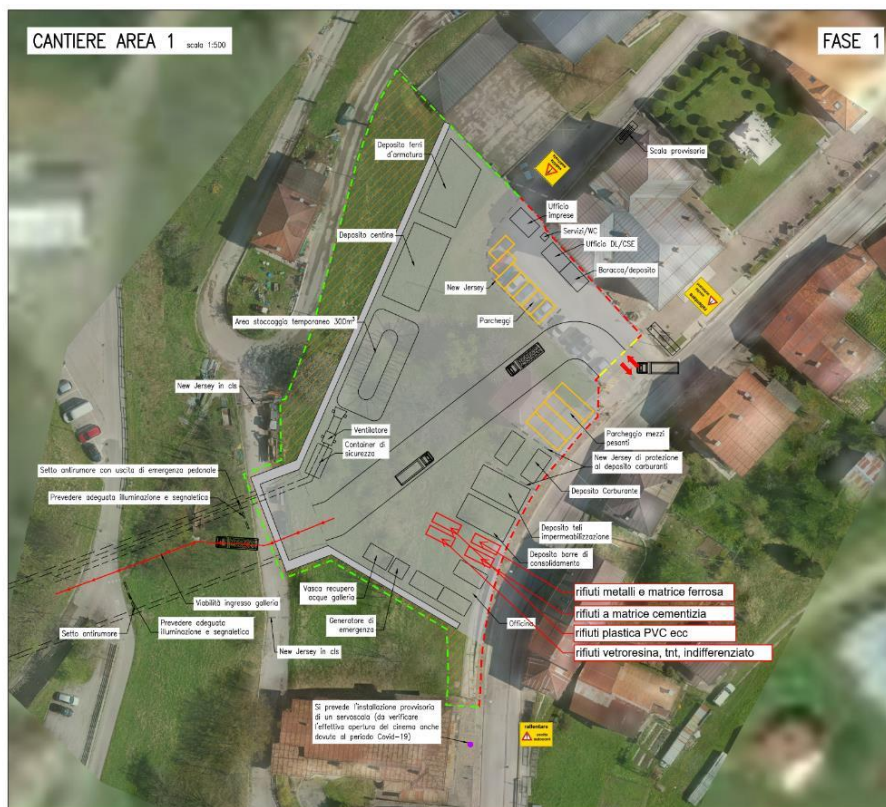 CANTIERE AREA 1 scala 1:500
FASE 1
Deposito ferri
d'armatura
Scala provvisoria
Ufficio
imprese
Servizi/WC
Ufficio DL/CSE
Deposito centine
Baracca/deposito
New Jersey
Parcheggi
Area stoccaggio temporaneo 300m³
New Jersey in cls
Ventilatore
Container di
sicurezza
Parcheggio mezzi
pesanti
New Jersey di protezione
al deposito carburanti
Setto antirumore con uscita di emergenza pedonale
Prevedere adeguata illuminazione e segnaletica
Deposito Carburante
Deposito teli
impermeabilizzazione
Deposito barre di
consolidamento
Vasca recupero
acque galleria
rifiuti metalli e matrice ferrosa
Viabilità ingresso galleria
rifiuti a matrice cementizia
Generatore di
emergenza
Officina
Setto antirumore
Prevedere adeguata
illuminazione e segnaletica
rifiuti plastica PVC ecc
New Jersey in cls
rifiuti vetroresina, tnt, indifferenziato
Si prevede l'installazione provvisoria
di un servoscala (da verificare
l'effettiva apertura del cinema anche
dovuta al periodo Covid-19)
rallentare